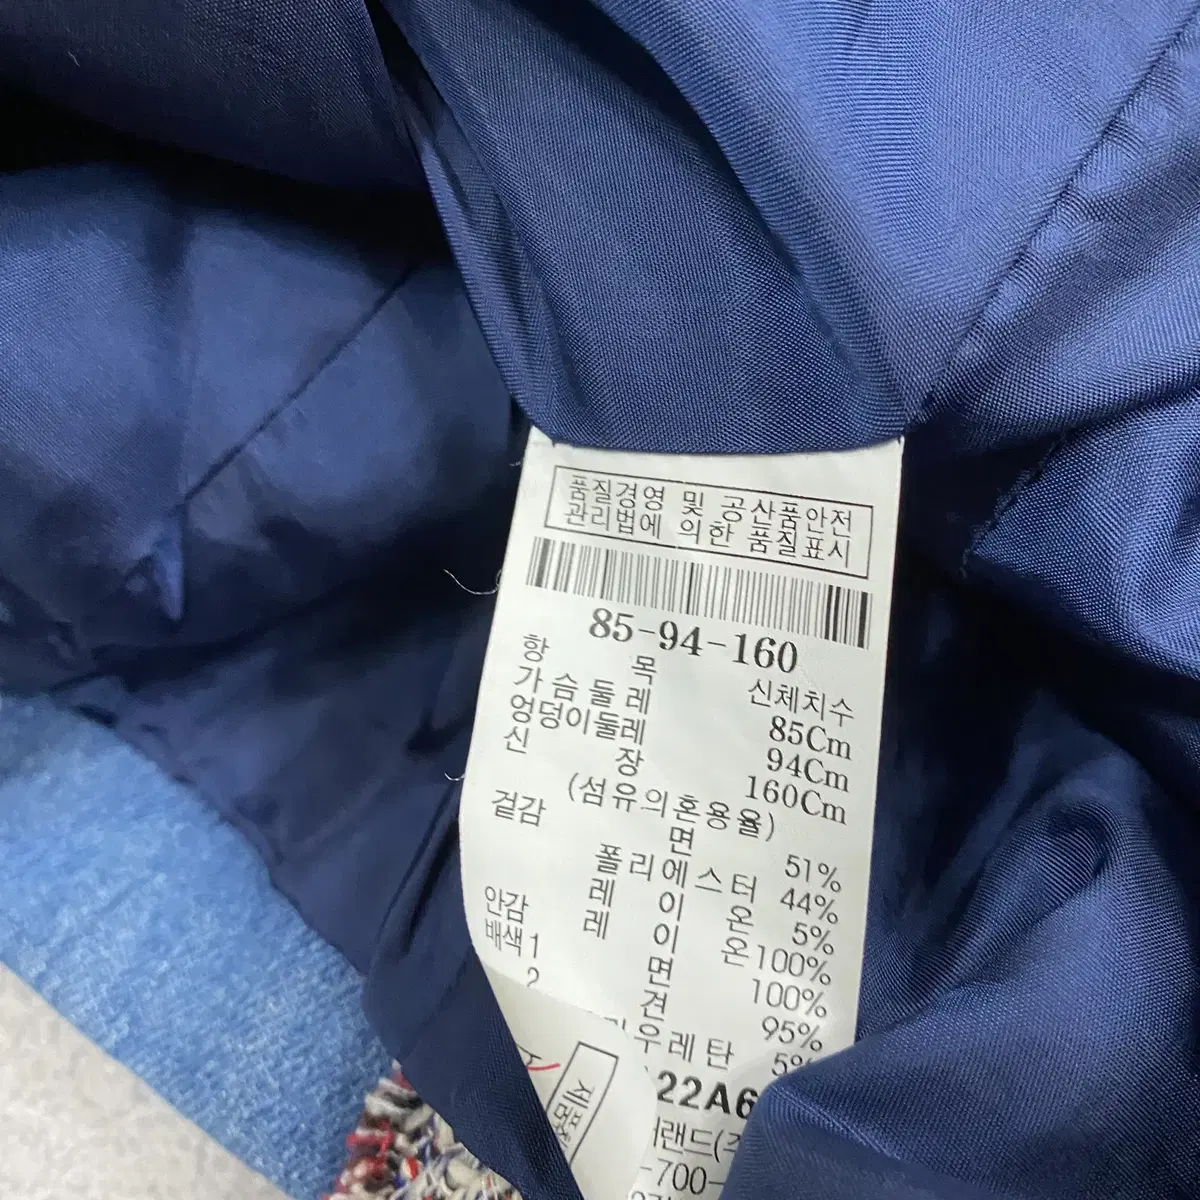 품질경영 및 공산품안전
관리법에 의한 품질표시
85-94-160
항 목 신체치수
가슴둘레 85Cm
엉덩이둘레 94Cm
신 장 160Cm
(섬유의혼용율)
겉감 면 51%
폴리에스터 44%
레 이 온 5%
안감 레 이 온 100%
배색1 면 100%
2 견 95%
우레탄 5%
22A6
랜드(주
-700-
제품